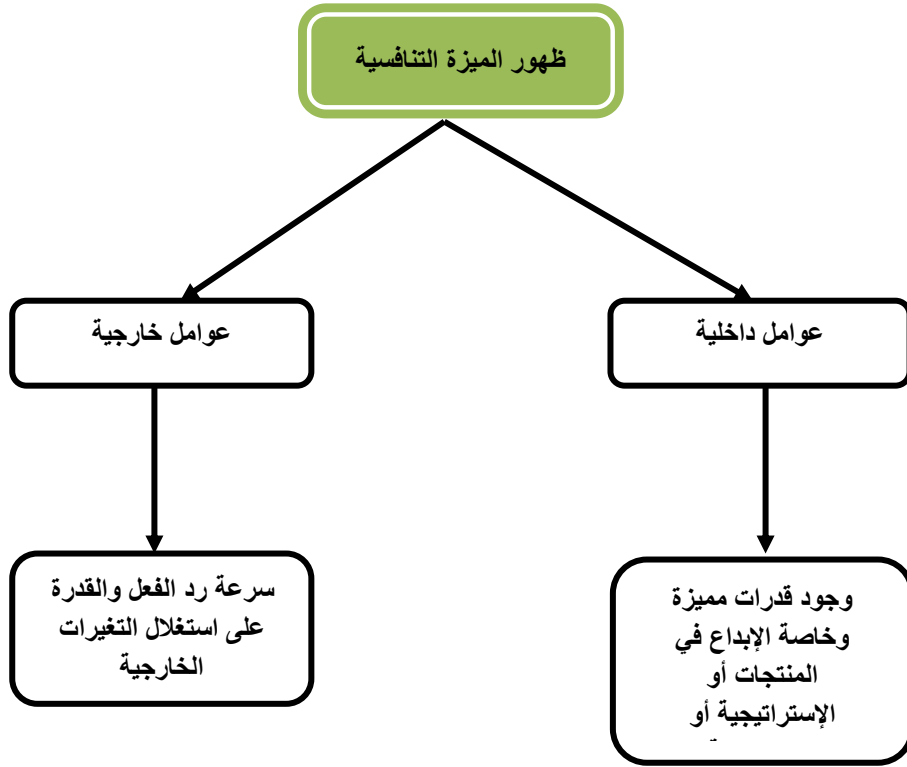 ظهور الميزة التنافسية
عوامل داخلية
عوامل خارجية
وجود قدرات مميزة
وخاصة الإبداع في
المنتجات أو
الإستراتيجية أو
سرعة رد الفعل والقدرة
على استغلال التغيرات
الخارجية